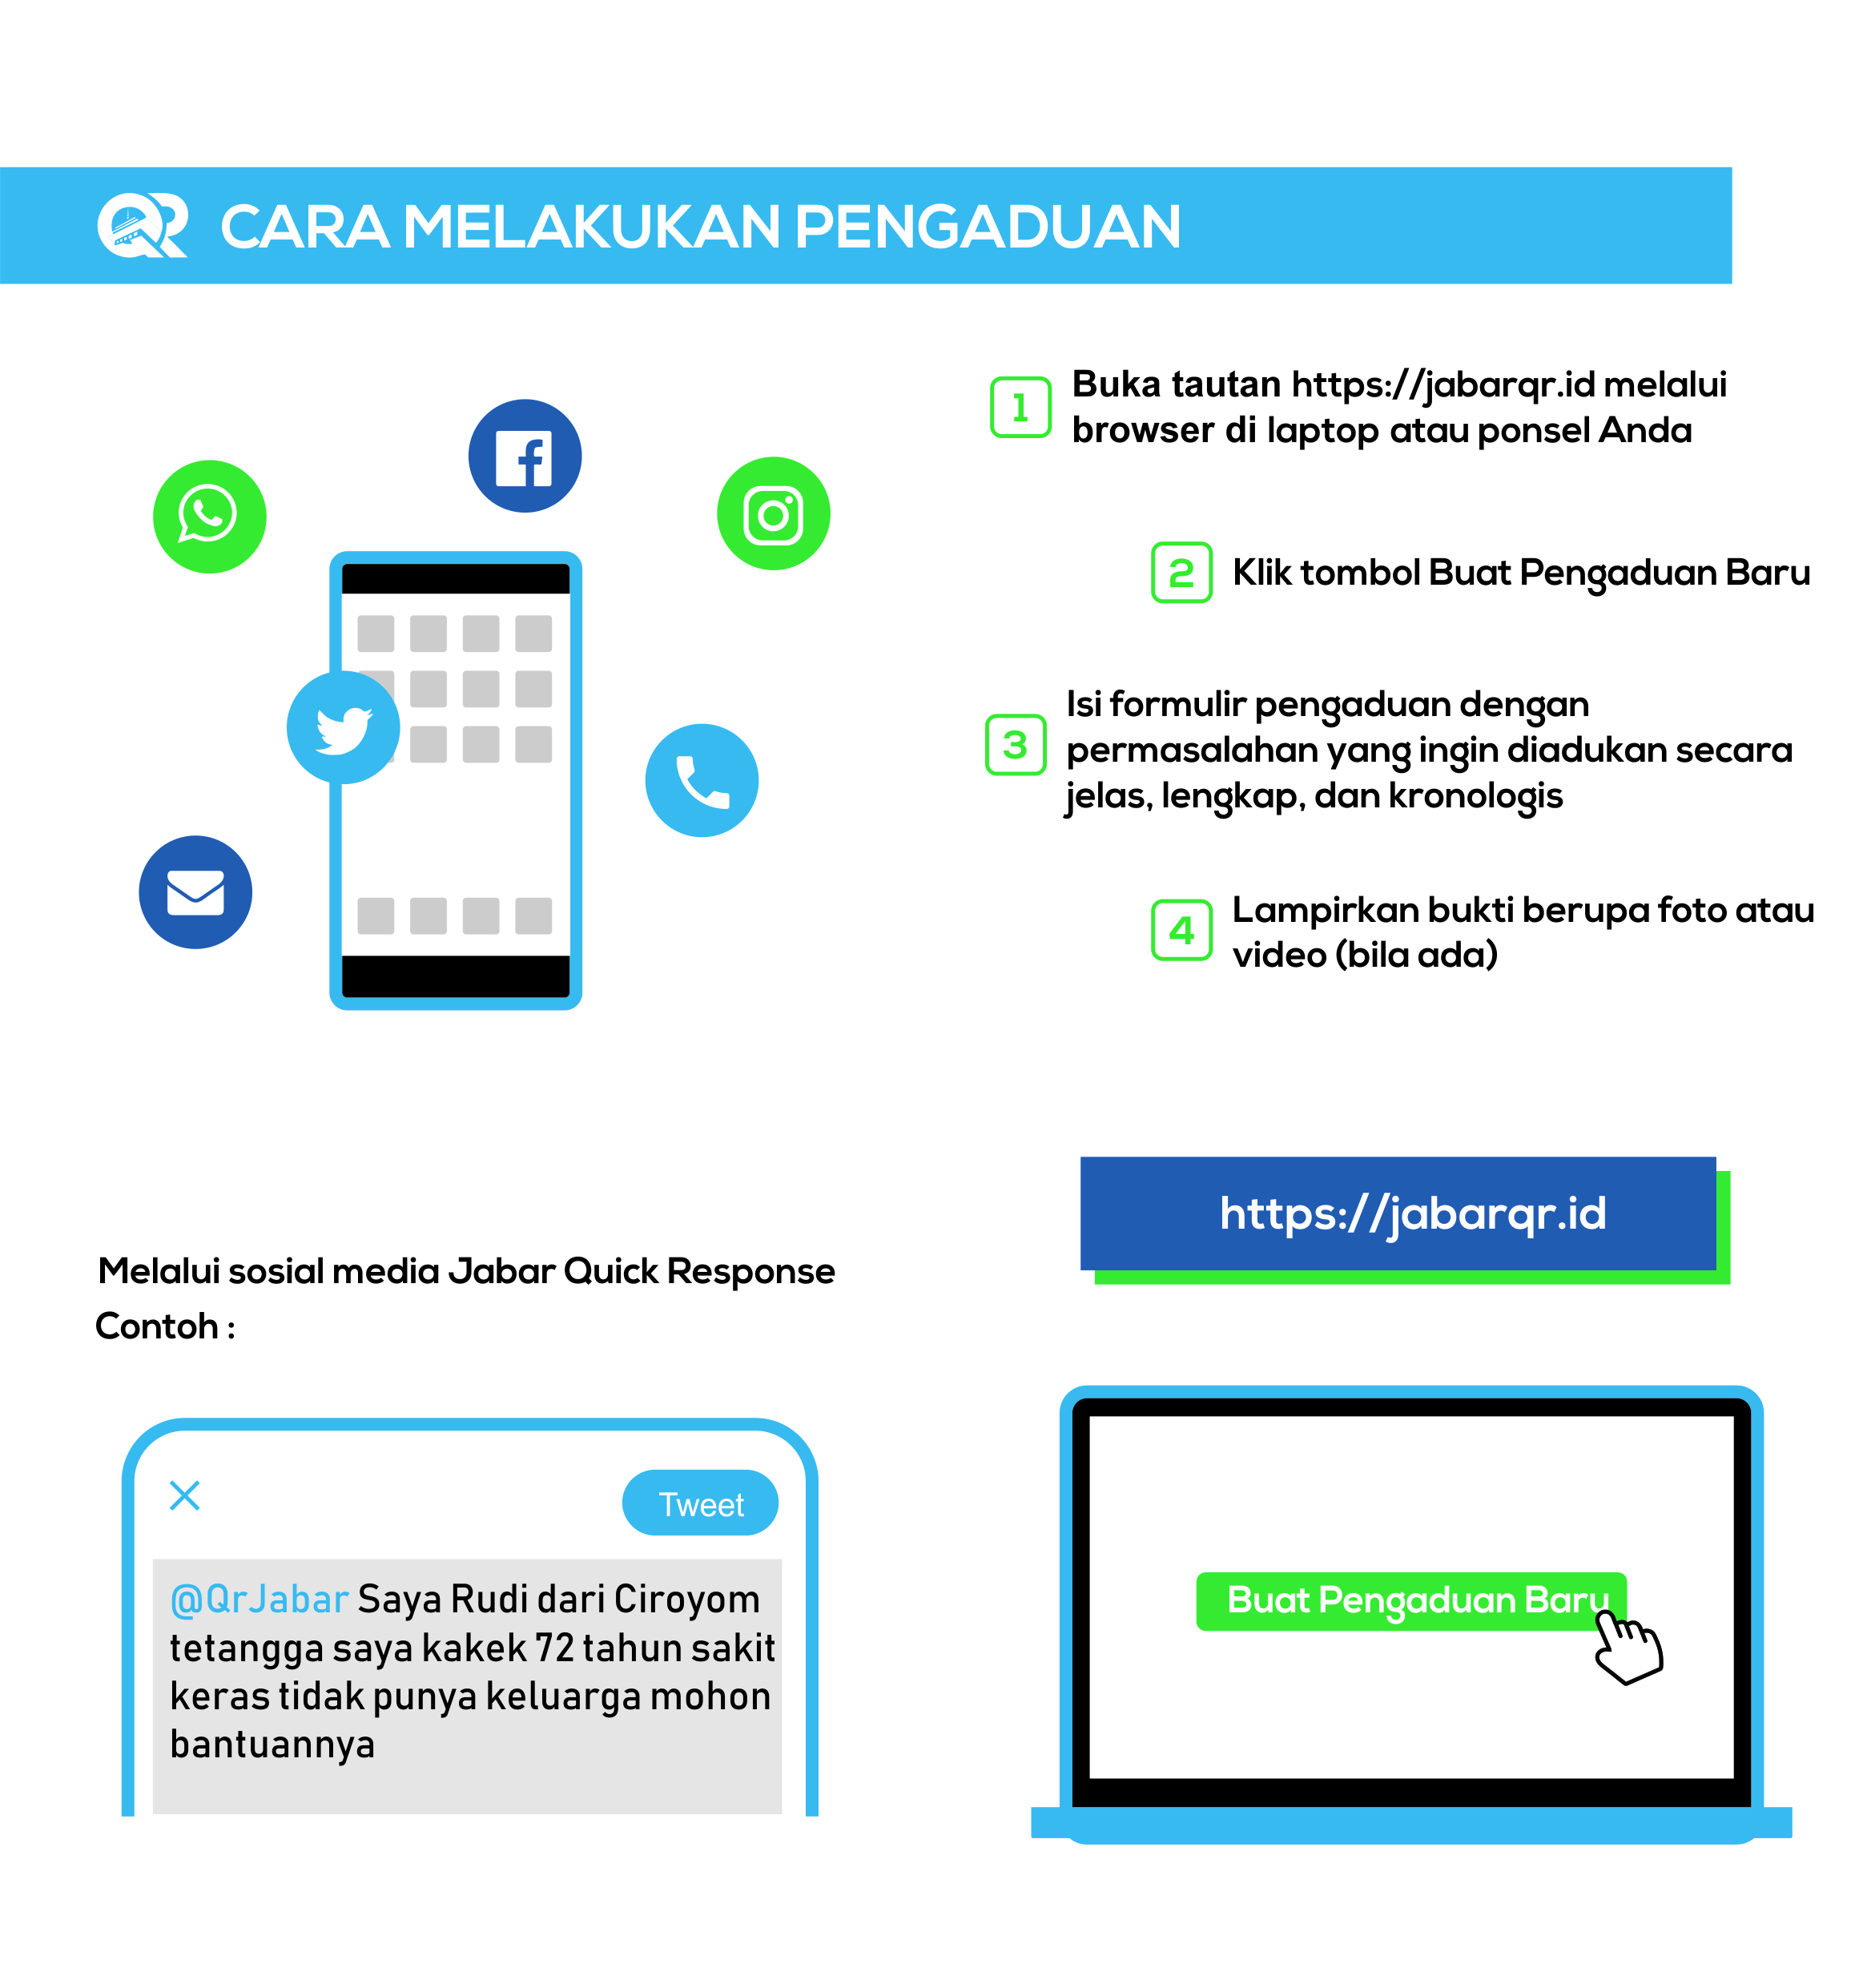 QR CARA MELAKUKAN PENGADUAN
1
Buka tautan https://jabarqr.id melalui
browser di laptop atau ponsel Anda
2
Klik tombol Buat Pengaduan Baru
3
Isi formulir pengaduan dengan
permasalahan yang ingin diadukan secara
jelas, lengkap, dan kronologis
4
Lampirkan bukti berupa foto atau
video (bila ada)
Melalui sosial media Jabar Quick Response
Contoh :
Tweet
@QrJabar Saya Rudi dari Ciroyom
tetangga saya kakek 72 tahun sakit
keras tidak punya keluarga mohon
bantuannya
https://jabarqr.id
Buat Pengaduan Baru